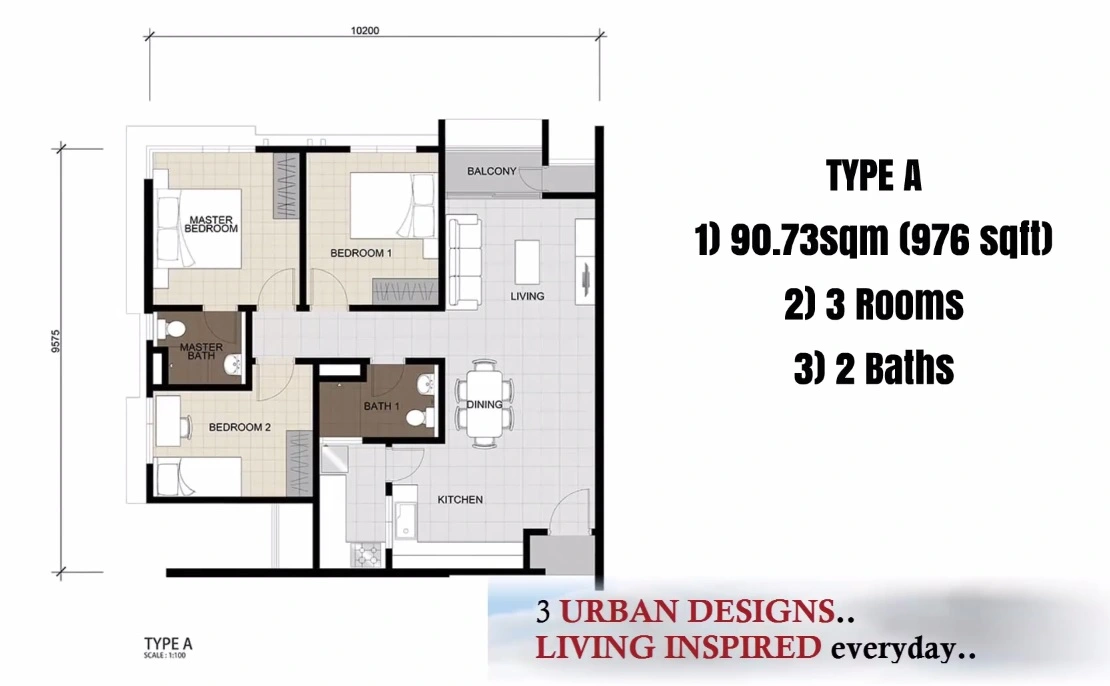 10200
BALCONY
MASTER
BEDROOM
BEDROOM 1
LIVING
9575
MASTER
BATH
BATH 1
DINING
BEDROOM 2
KITCHEN
TYPE A
SCALE : 1:100
TYPE A
1) 90.73sqm (976 sqft)
2) 3 Rooms
3) 2 Baths
3 URBAN DESIGNS..
LIVING INSPIRED everyday..